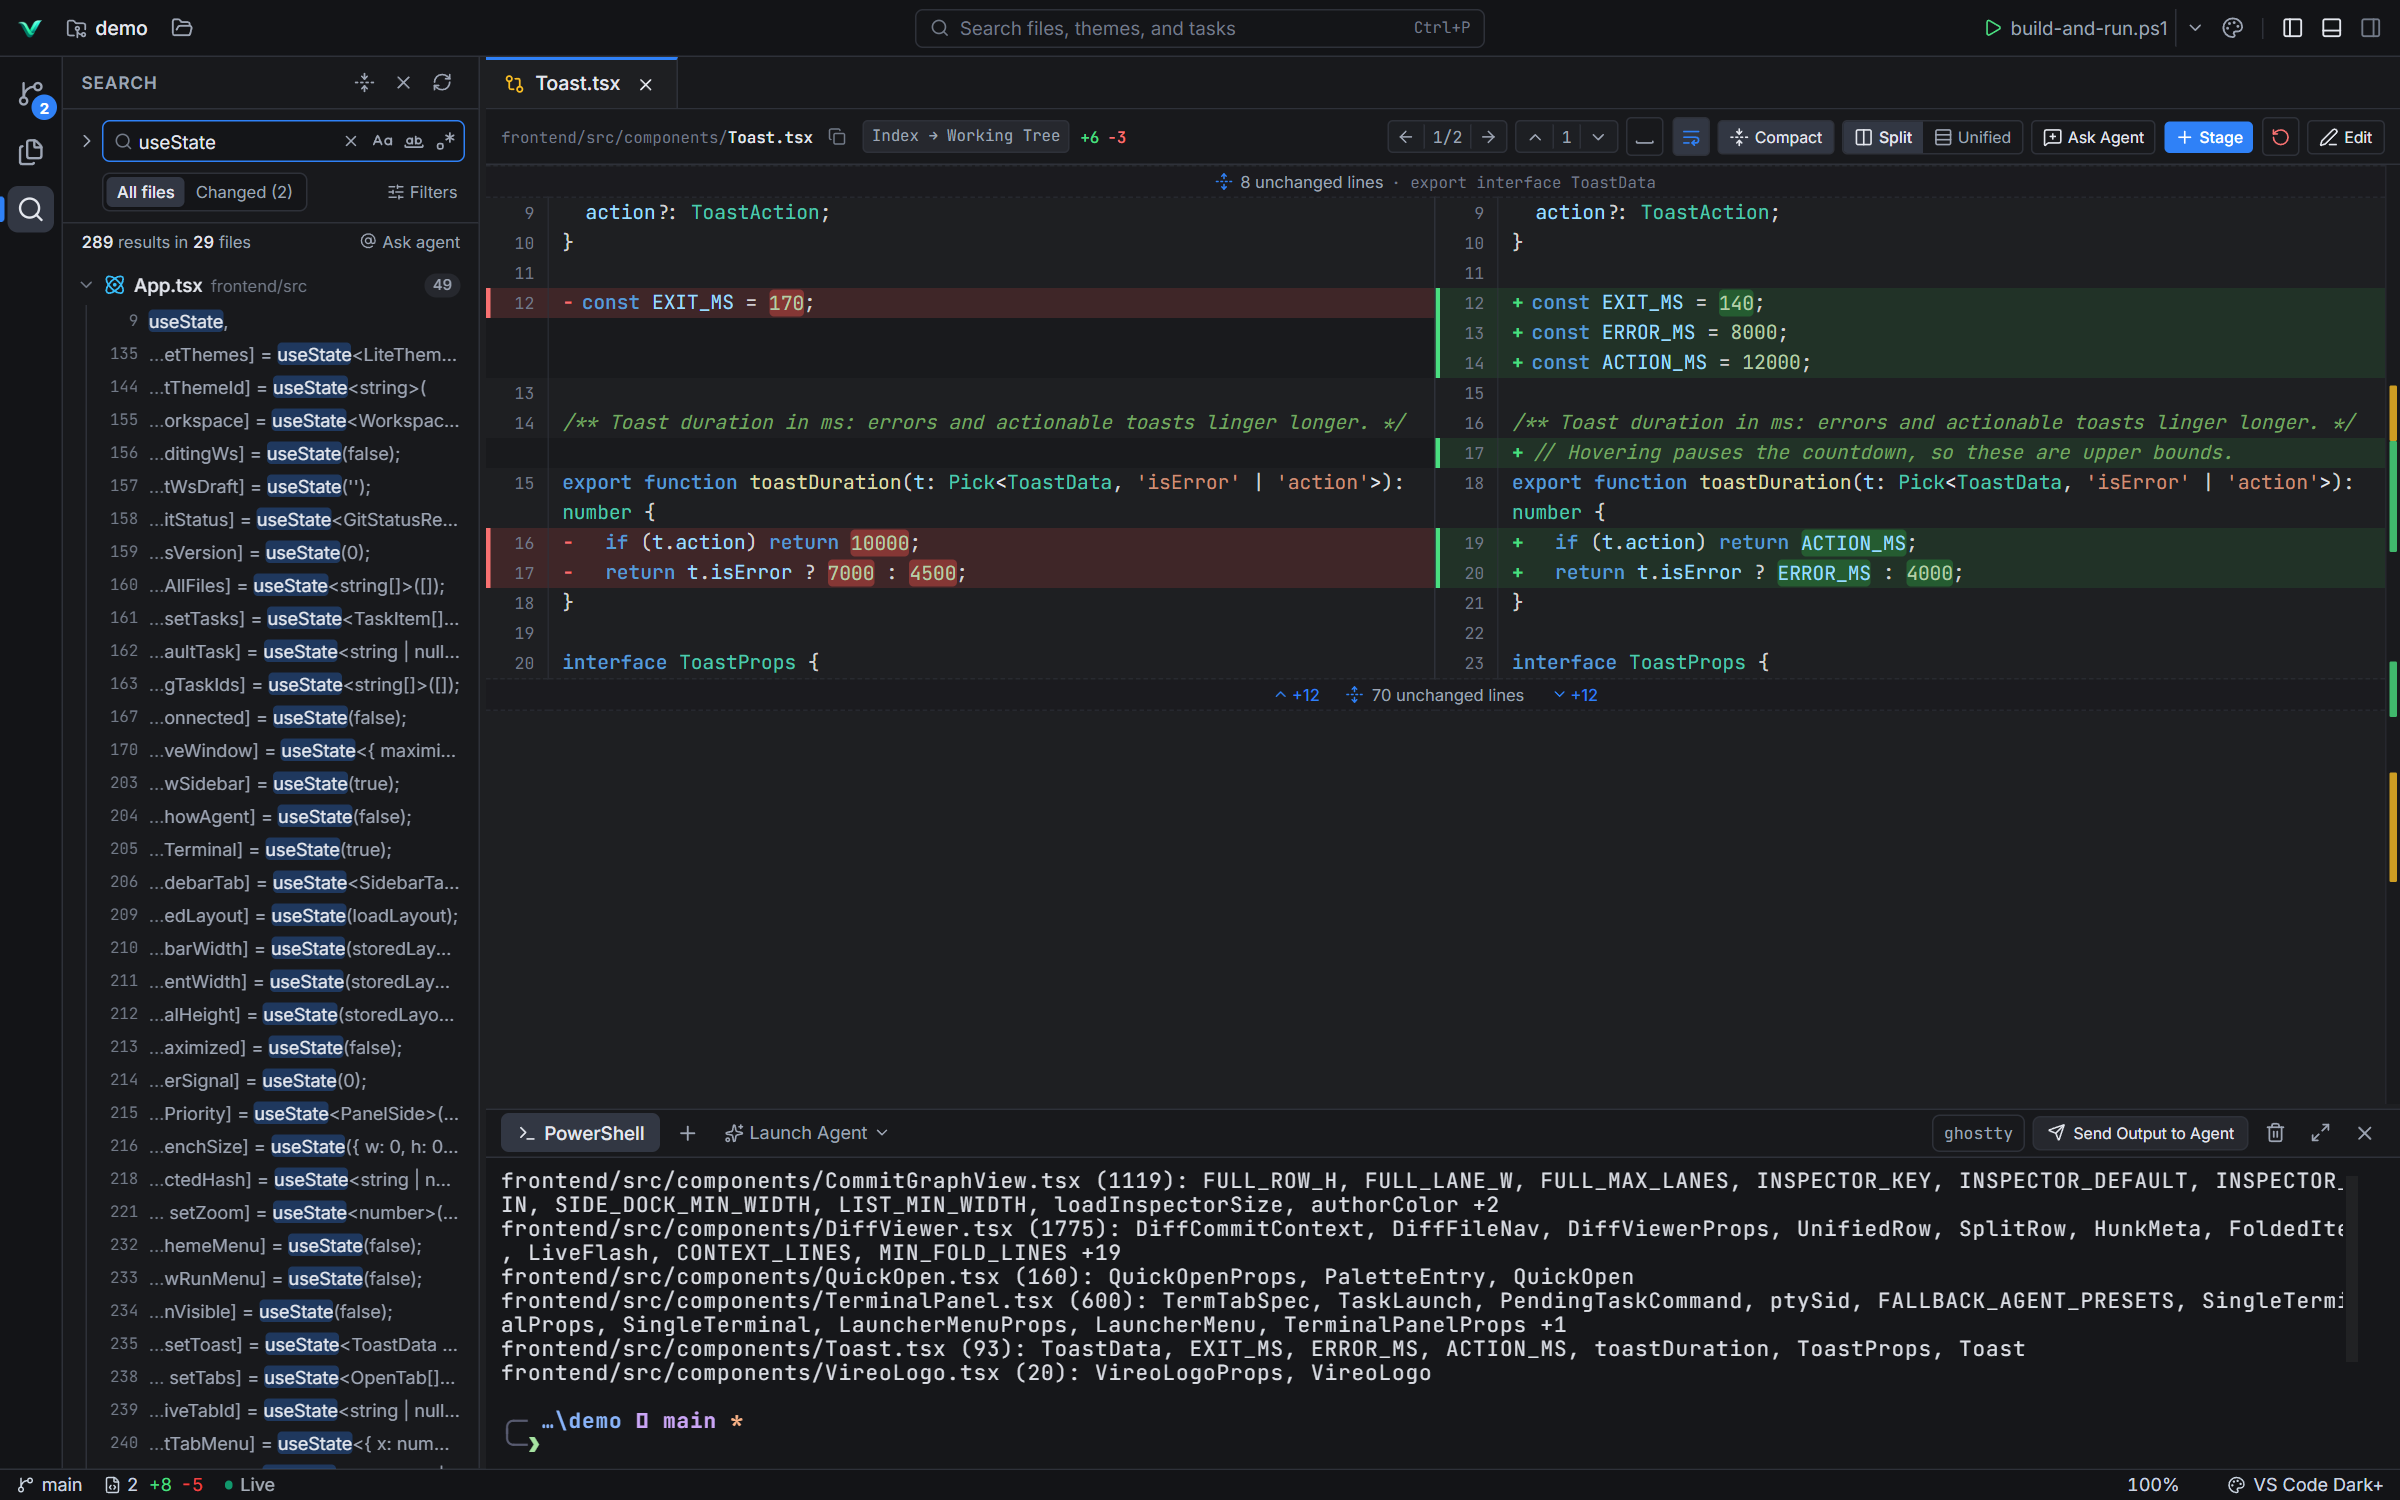 demo
Search files, themes, and tasks Ctrl+P
build-and-run.ps1
2
SEARCH
useState
Aa ab .*
All files Changed (2) Filters
289 results in 29 files Ask agent
App.tsx frontend/src 49
9 useState,
135 ...etThemes] = useState<LiteThem...
144 ...tThemeId] = useState<string>(
155 ...orkspace] = useState<Workspac...
156 ...ditingWs] = useState(false);
157 ...tWsDraft] = useState('');
158 ...itStatus] = useState<GitStatusRe...
159 ...sVersion] = useState(0);
160 ...AllFiles] = useState<string[]>([]);
161 ...setTasks] = useState<TaskItem[]...
162 ...aultTask] = useState<string | null...
163 ...gTaskIds] = useState<string[]>([]);
167 ...onnected] = useState(false);
170 ...veWindow] = useState<{ maximi...
203 ...wSidebar] = useState(true);
204 ...howAgent] = useState(false);
205 ...Terminal] = useState(true);
206 ...debarTab] = useState<SidebarTa...
209 ...edLayout] = useState(loadLayout);
210 ...barWidth] = useState(storedLay...
211 ...entWidth] = useState(storedLay...
212 ...alHeight] = useState(storedLayo...
213 ...aximized] = useState(false);
214 ...erSignal] = useState(0);
215 ...Priority] = useState<PanelSide>(...
216 ...enchSize] = useState({ w: 0, h: 0...
218 ...ctedHash] = useState<string | n...
221 ... setZoom] = useState<number>(...
232 ...hemeMenu] = useState(false);
233 ...wRunMenu] = useState(false);
234 ...nVisible] = useState(false);
235 ...setToast] = useState<ToastData ...
238 ... setTabs] = useState<OpenTab[]...
239 ...iveTabId] = useState<string | null...
240 ...tTabMenu] = useState<{ x: num...
Toast.tsx
frontend/src/components/Toast.tsx Index → Working Tree +6 -3
1/2 1 Compact Split Unified Ask Agent + Stage Edit
8 unchanged lines · export interface ToastData
9 action?: ToastAction;
10 }
11
12 - const EXIT_MS = 170;
13
14 /** Toast duration in ms: errors and actionable toasts linger longer. */
15 export function toastDuration(t: Pick<ToastData, 'isError' | 'action'>):
number {
16 - if (t.action) return 10000;
17 - return t.isError ? 7000 : 4500;
18 }
19
20 interface ToastProps {
9 action?: ToastAction;
10 }
11
12 + const EXIT_MS = 140;
13 + const ERROR_MS = 8000;
14 + const ACTION_MS = 12000;
15
16 /** Toast duration in ms: errors and actionable toasts linger longer. */
17 + // Hovering pauses the countdown, so these are upper bounds.
18 export function toastDuration(t: Pick<ToastData, 'isError' | 'action'>):
number {
19 + if (t.action) return ACTION_MS;
20 + return t.isError ? ERROR_MS : 4000;
21 }
22
23 interface ToastProps {
+12 70 unchanged lines +12
PowerShell + Launch Agent
ghostty Send Output to Agent
frontend/src/components/CommitGraphView.tsx (1119): FULL_ROW_H, FULL_LANE_W, FULL_MAX_LANES, INSPECTOR_KEY, INSPECTOR_DEFAULT, INSPECTOR_
IN, SIDE_DOCK_MIN_WIDTH, LIST_MIN_WIDTH, loadInspectorSize, authorColor +2
frontend/src/components/DiffViewer.tsx (1775): DiffCommitContext, DiffFileNav, DiffViewerProps, UnifiedRow, SplitRow, HunkMeta, FoldedIte
, LiveFlash, CONTEXT_LINES, MIN_FOLD_LINES +19
frontend/src/components/QuickOpen.tsx (160): QuickOpenProps, PaletteEntry, QuickOpen
frontend/src/components/TerminalPanel.tsx (600): TermTabSpec, TaskLaunch, PendingTaskCommand, ptySid, FALLBACK_AGENT_PRESETS, SingleTermi
alProps, SingleTerminal, LauncherMenuProps, LauncherMenu, TerminalPanelProps +1
frontend/src/components/Toast.tsx (93): ToastData, EXIT_MS, ERROR_MS, ACTION_MS, toastDuration, ToastProps, Toast
frontend/src/components/VireoLogo.tsx (20): VireoLogoProps, VireoLogo
…\demo main *
❯
main 2 +8 -5 Live
100% VS Code Dark+